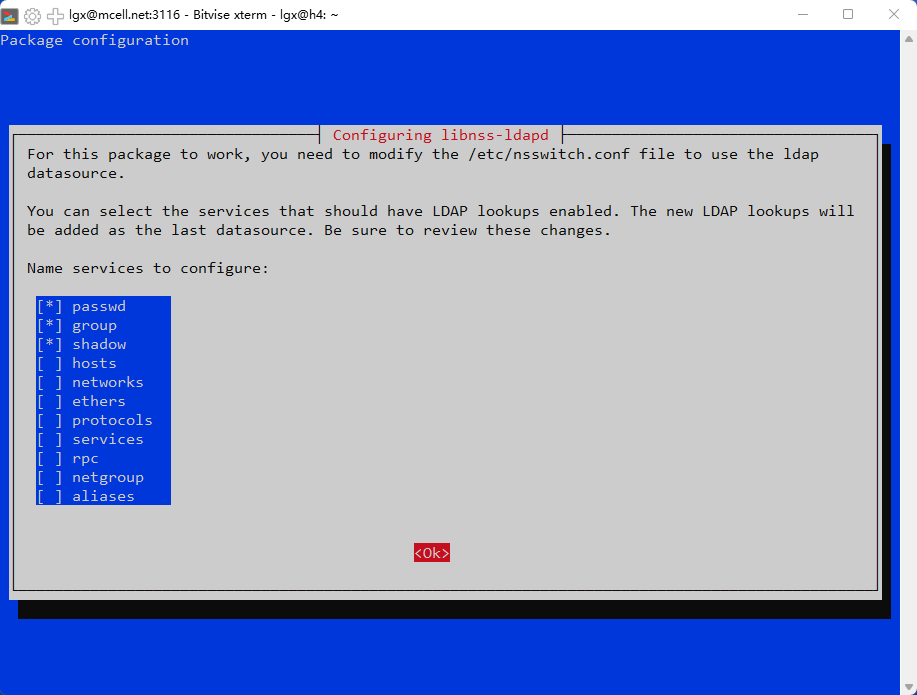 lgx@mcell.net:3116 - Bitvise xterm - lgx@h4: ~
Package configuration
Configuring libnss-ldapd
For this package to work, you need to modify the /etc/nsswitch.conf file to use the ldap
datasource.
You can select the services that should have LDAP lookups enabled. The new LDAP lookups will
be added as the last datasource. Be sure to review these changes.
Name services to configure:
[*] passwd
[*] group
[*] shadow
[ ] hosts
[ ] networks
[ ] ethers
[ ] protocols
[ ] services
[ ] rpc
[ ] netgroup
[ ] aliases
<Ok>